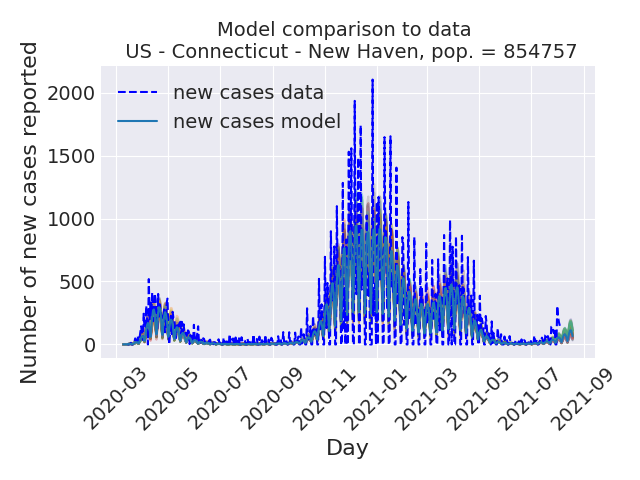 Model comparison to data
US - Connecticut - New Haven, pop. = 854757
Number of new cases reported
2000
1500
1000
500
0
new cases data
new cases model
2020-03
2020-05
2020-07
2020-09
2020-11
2021-01
2021-03
2021-05
2021-07
2021-09
Day